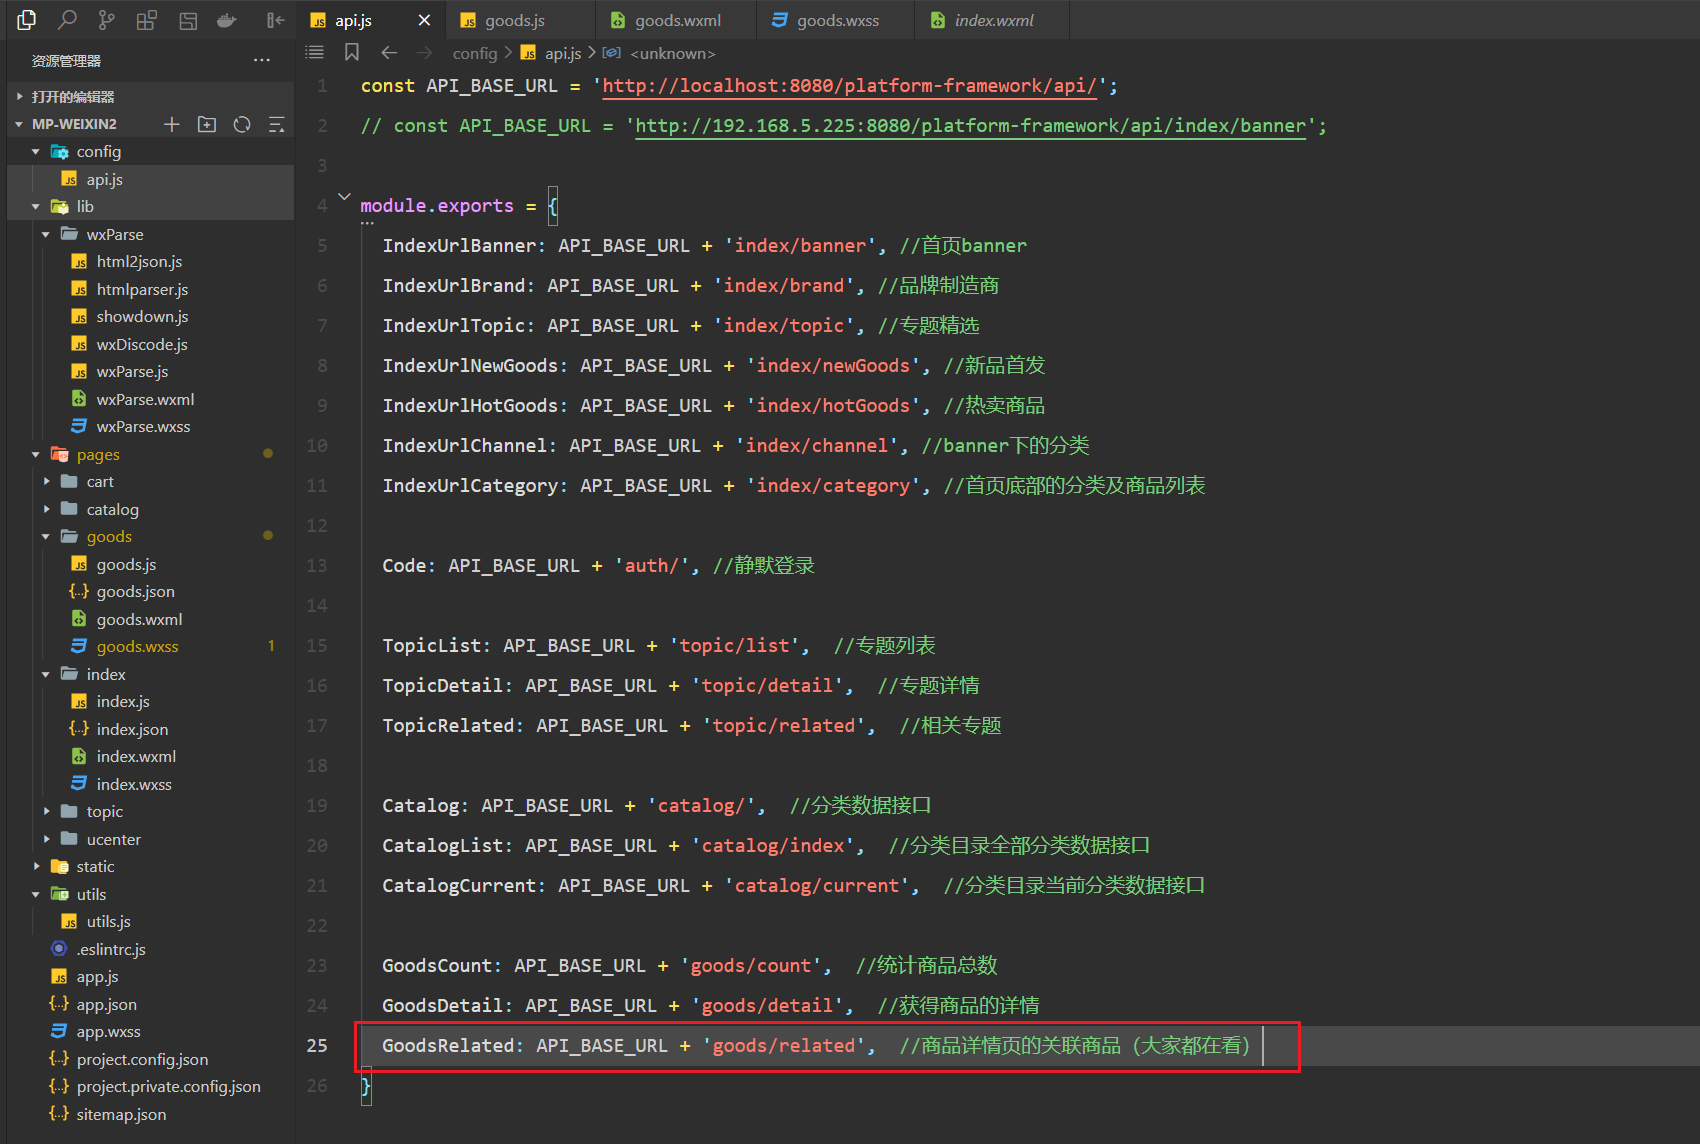 api.js
goods.js
goods.wxml
goods.wxss
index.wxml
资源管理器
打开的编辑器
MP-WEIXIN2
config
api.js
lib
wxParse
html2json.js
htmlparser.js
showdown.js
wxDiscode.js
wxParse.js
wxParse.wxml
wxParse.wxss
pages
cart
catalog
goods
goods.js
goods.json
goods.wxml
goods.wxss 1
index
index.js
index.json
index.wxml
index.wxss
topic
ucenter
static
utils
utils.js
.eslintrc.js
app.js
app.json
app.wxss
project.config.json
project.private.config.json
sitemap.json
config > api.js > <unknown>
1 const API_BASE_URL = 'http://localhost:8080/platform-framework/api/';
2 // const API_BASE_URL = 'http://192.168.5.225:8080/platform-framework/api/index/banner';
3
4 module.exports = {
5 IndexUrlBanner: API_BASE_URL + 'index/banner', //首页banner
6 IndexUrlBrand: API_BASE_URL + 'index/brand', //品牌制造商
7 IndexUrlTopic: API_BASE_URL + 'index/topic', //专题精选
8 IndexUrlNewGoods: API_BASE_URL + 'index/newGoods', //新品首发
9 IndexUrlHotGoods: API_BASE_URL + 'index/hotGoods', //热卖商品
10 IndexUrlChannel: API_BASE_URL + 'index/channel', //banner下的分类
11 IndexUrlCategory: API_BASE_URL + 'index/category', //首页底部的分类及商品列表
12
13 Code: API_BASE_URL + 'auth/', //静默登录
14
15 TopicList: API_BASE_URL + 'topic/list',  //专题列表
16 TopicDetail: API_BASE_URL + 'topic/detail',  //专题详情
17 TopicRelated: API_BASE_URL + 'topic/related',  //相关专题
18
19 Catalog: API_BASE_URL + 'catalog/',  //分类数据接口
20 CatalogList: API_BASE_URL + 'catalog/index',  //分类目录全部分类数据接口
21 CatalogCurrent: API_BASE_URL + 'catalog/current',  //分类目录当前分类数据接口
22
23 GoodsCount: API_BASE_URL + 'goods/count',  //统计商品总数
24 GoodsDetail: API_BASE_URL + 'goods/detail',  //获得商品的详情
25 GoodsRelated: API_BASE_URL + 'goods/related',  //商品详情页的关联商品（大家都在看）
26 }